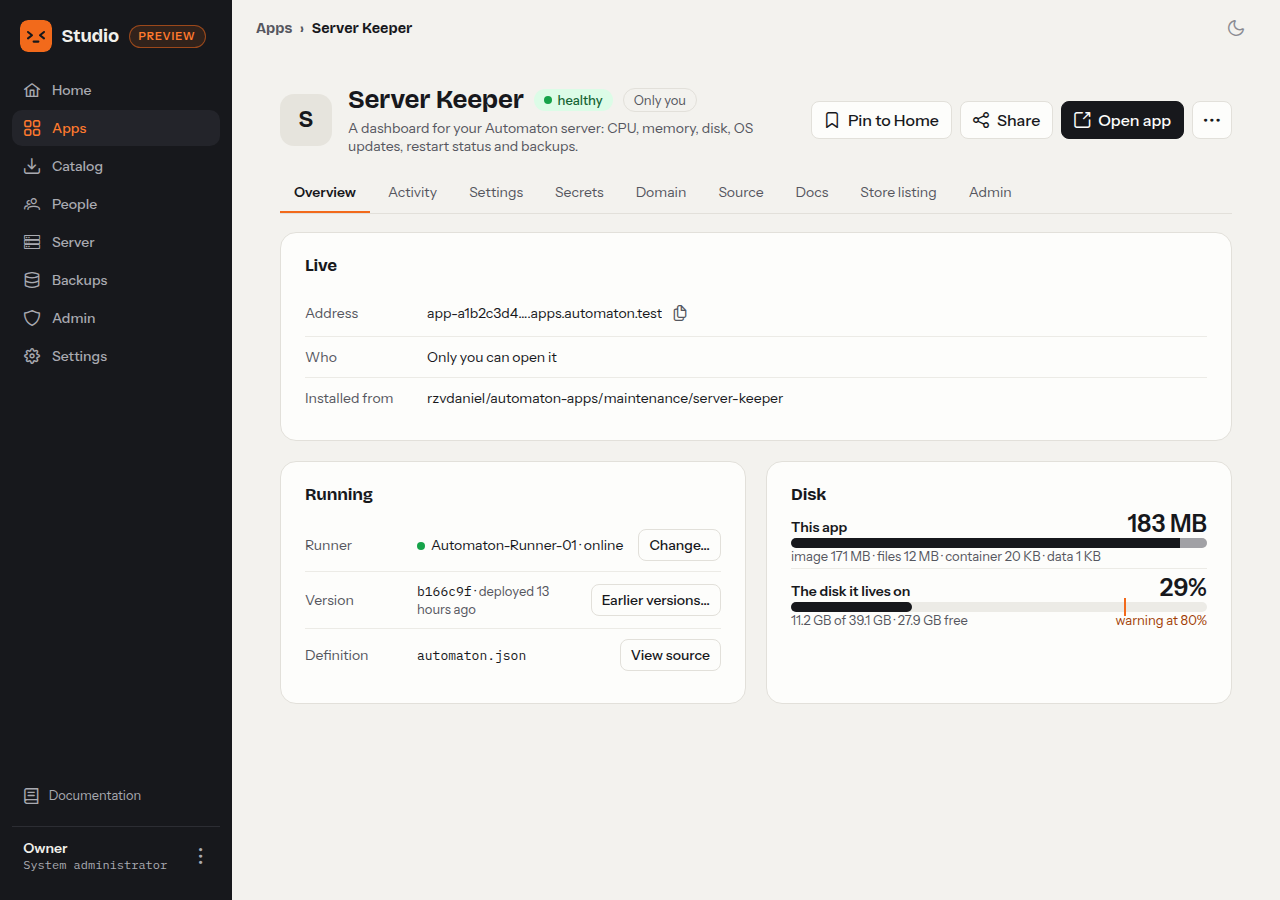 Studio PREVIEW
Home
Apps
Catalog
People
Server
Backups
Admin
Settings
Documentation
Owner
System administrator
Apps › Server Keeper
S
Server Keeper healthy Only you
A dashboard for your Automaton server: CPU, memory, disk, OS
updates, restart status and backups.
Pin to Home Share Open app
Overview Activity Settings Secrets Domain Source Docs Store listing Admin
Live
Address app-a1b2c3d4….apps.automaton.test
Who Only you can open it
Installed from rzvdaniel/automaton-apps/maintenance/server-keeper
Running
Runner Automaton-Runner-01 · online Change…
Version b166c9f · deployed 13
hours ago Earlier versions…
Definition automaton.json View source
Disk
This app 183 MB
image 171 MB · files 12 MB · container 20 KB · data 1 KB
The disk it lives on 29%
11.2 GB of 39.1 GB · 27.9 GB free warning at 80%